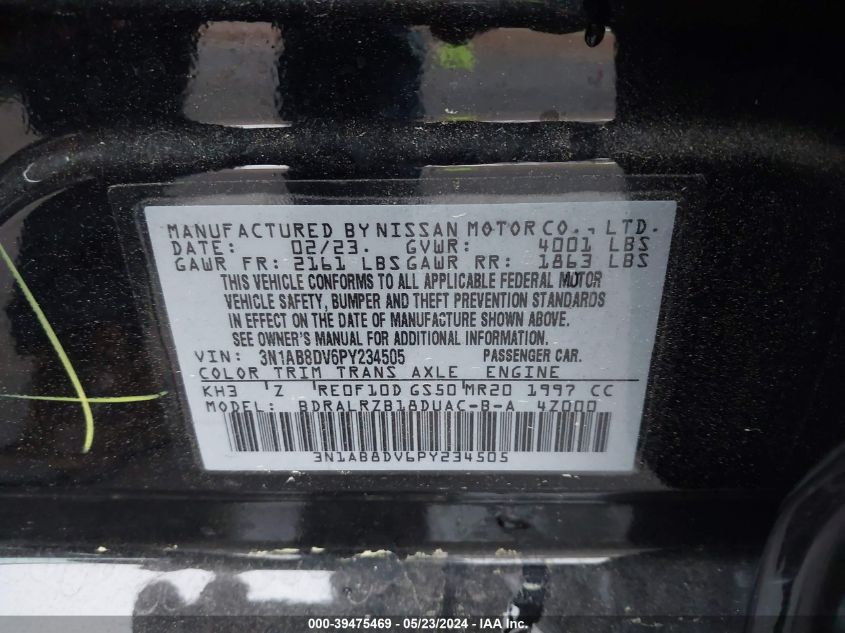 MANUFACTURED BY NISSAN MOTOR CO., LTD.
DATE: 02/23. GVWR: 4001 LBS
GAWR FR: 2161 LBS GAWR RR: 1863 LBS
THIS VEHICLE CONFORMS TO ALL APPLICABLE FEDERAL MOTOR
VEHICLE SAFETY, BUMPER AND THEFT PREVENTION STANDARDS
IN EFFECT ON THE DATE OF MANUFACTURE SHOWN ABOVE.
SEE OWNER'S MANUAL FOR ADDITIONAL INFORMATION
VIN: 3N1AB8DV6PY234505 PASSENGER CAR.
COLOR TRIM TRANS AXLE ENGINE
KH3 Z RE0F10D GS50 MR20 1997 CC
MODEL: BDRALRZB18DUAC-B-A 4Z000
3N1AB8DV6PY234505
000-39475469 - 05/23/2024 - IAA Inc.